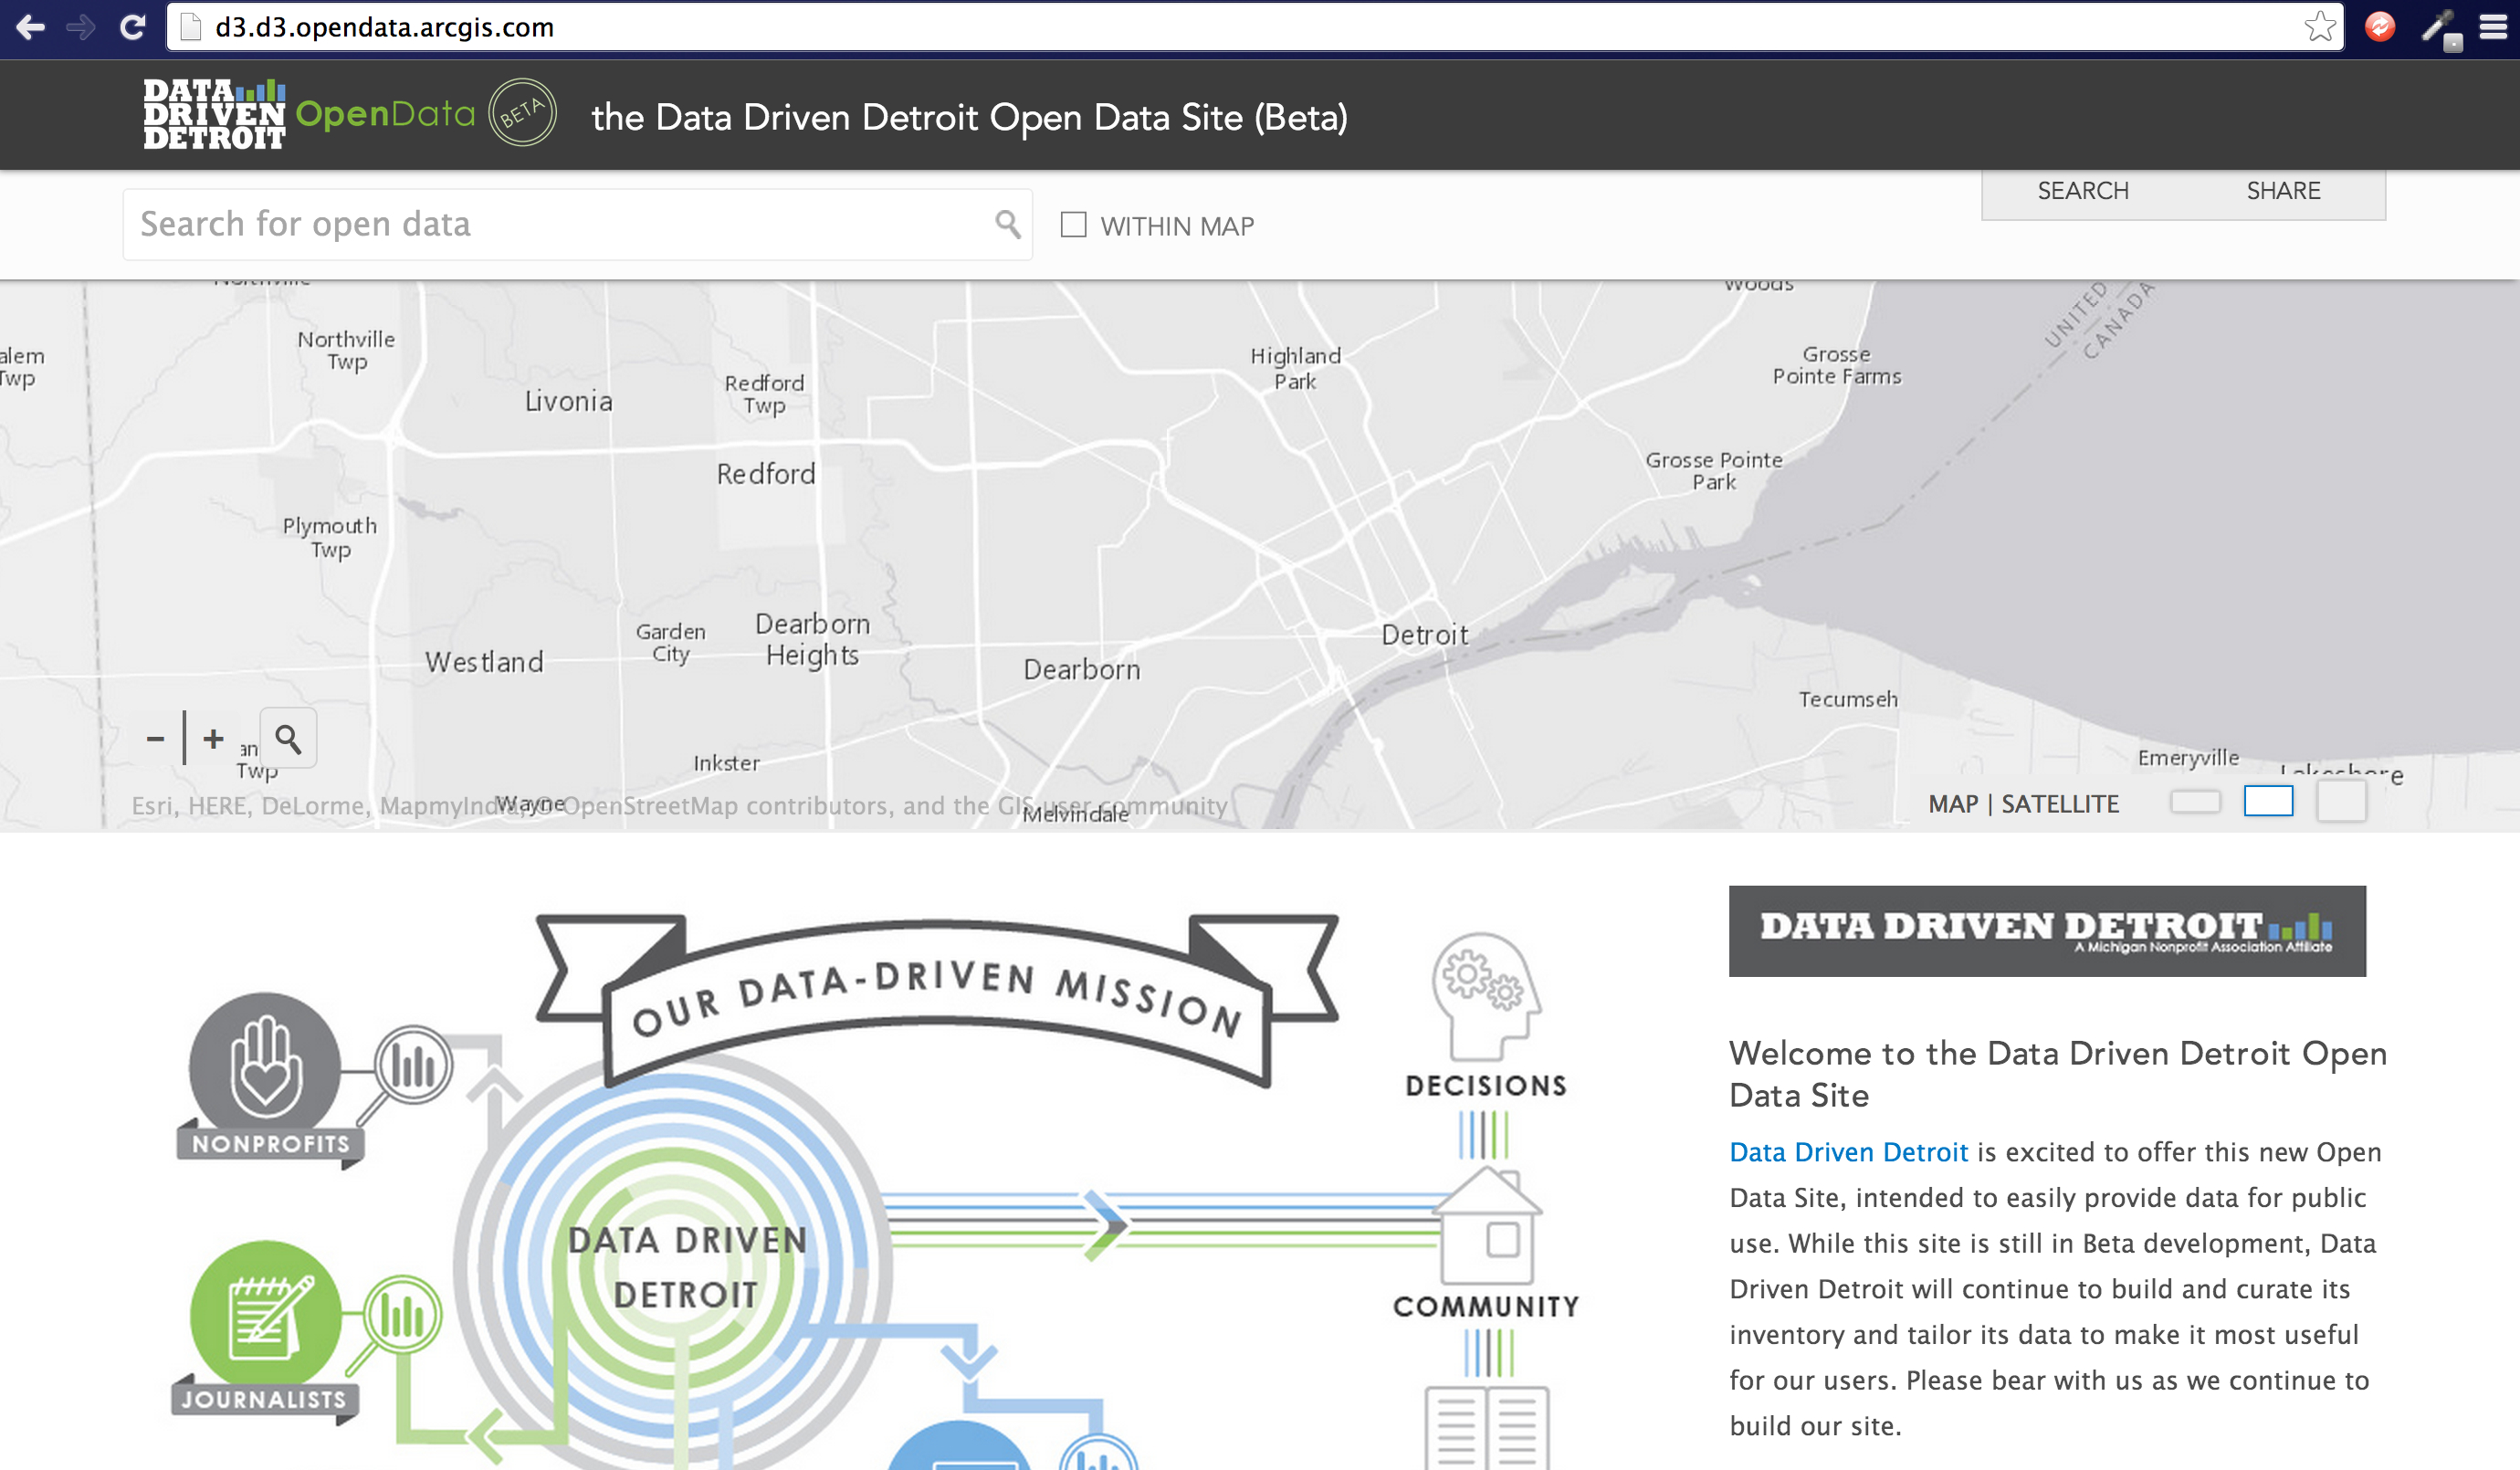 d3.d3.opendata.arcgis.com
DATA
DRIVEN
DETROIT
OpenData
BETA
the Data Driven Detroit Open Data Site (Beta)
Search for open data
WITHIN MAP
SEARCH
SHARE
Woods
UNITED
CANADA
Northville
Twp
Highland
Park
Grosse
Pointe Farms
Livonia
Redford
Twp
Redford
Grosse Pointe
Park
Plymouth
Twp
Garden
City
Dearborn
Heights
Westland
Dearborn
Detroit
Tecumseh
Twp
Inkster
Emeryville
Lakeshore
Wayne
Melvindale
Esri, HERE, DeLorme, MapmyIndia, © OpenStreetMap contributors, and the GIS user community
MAP | SATELLITE
OUR DATA-DRIVEN MISSION
NONPROFITS
JOURNALISTS
DATA DRIVEN
DETROIT
DECISIONS
COMMUNITY
DATA DRIVEN DETROIT
A Michigan Nonprofit Association Affiliate
Welcome to the Data Driven Detroit Open
Data Site
Data Driven Detroit is excited to offer this new Open
Data Site, intended to easily provide data for public
use. While this site is still in Beta development, Data
Driven Detroit will continue to build and curate its
inventory and tailor its data to make it most useful
for our users. Please bear with us as we continue to
build our site.